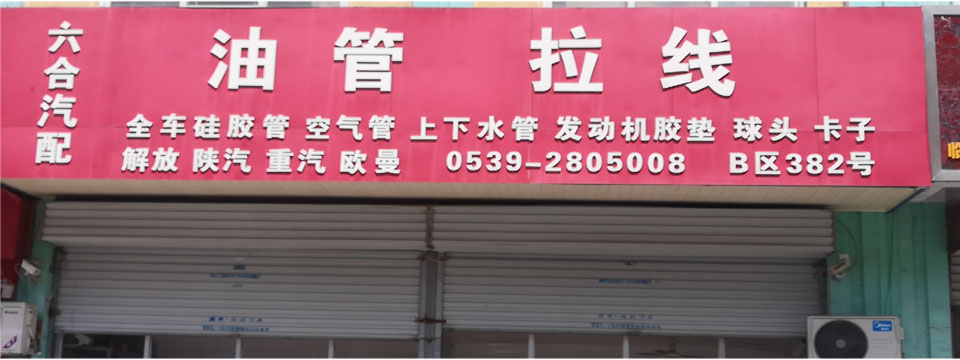 六合汽配
油管 拉线
全车硅胶管 空气管 上下水管 发动机胶垫 球头 卡子
解放 陕汽 重汽 欧曼 0539-2805008 B区382号
临
Midea